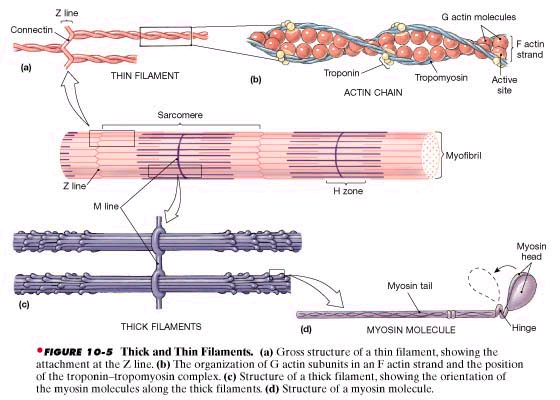 Z line
Connectin
(a)
THIN FILAMENT
G actin molecules
F actin
strand
(b)
Troponin
Tropomyosin
Active
site
ACTIN CHAIN
Sarcomere
Myofibril
Z line
H zone
M line
(c)
THICK FILAMENTS
Myosin
head
Myosin tail
(d)
MYOSIN MOLECULE
Hinge
•FIGURE 10-5 Thick and Thin Filaments. (a) Gross structure of a thin filament, showing the
attachment at the Z line. (b) The organization of G actin subunits in an F actin strand and the position
of the troponin–tropomyosin complex. (c) Structure of a thick filament, showing the orientation of
the myosin molecules along the thick filaments. (d) Structure of a myosin molecule.